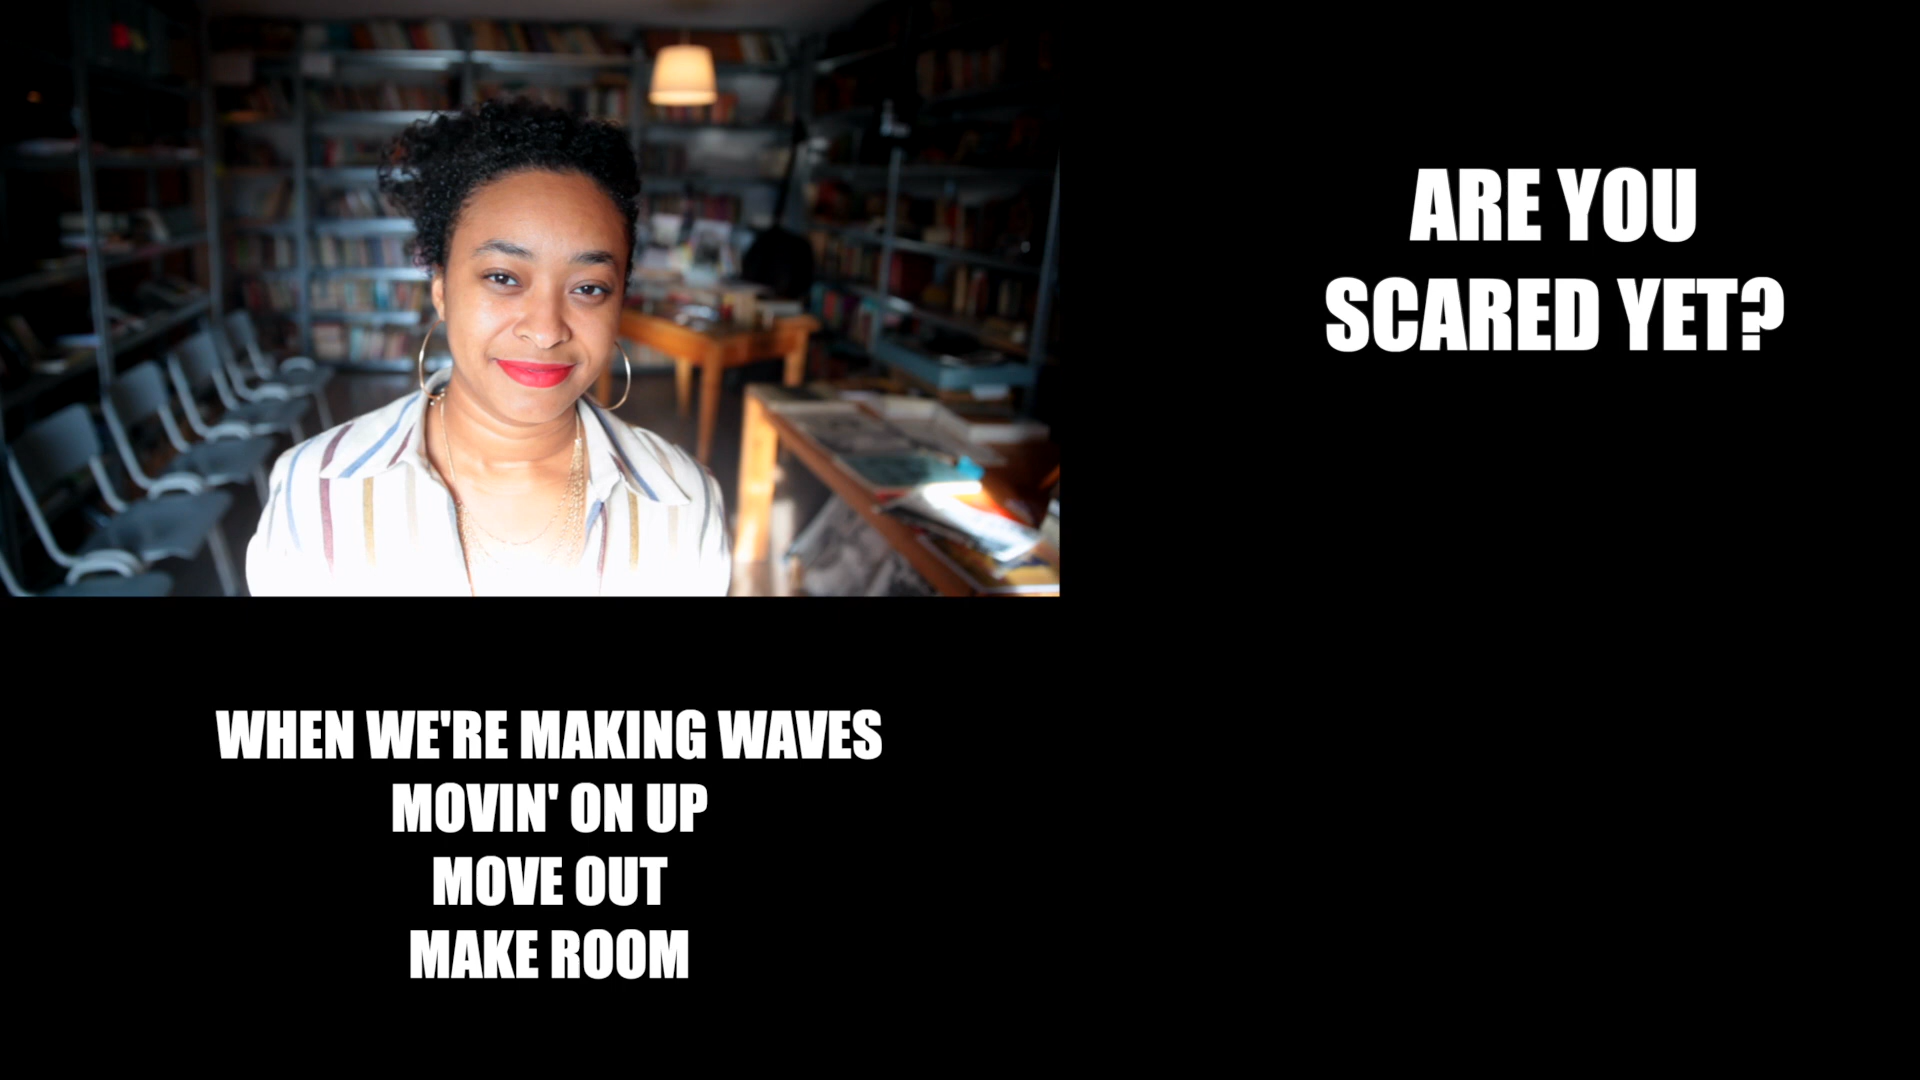 ARE YOU
SCARED YET?
WHEN WE'RE MAKING WAVES
MOVIN' ON UP
MOVE OUT
MAKE ROOM